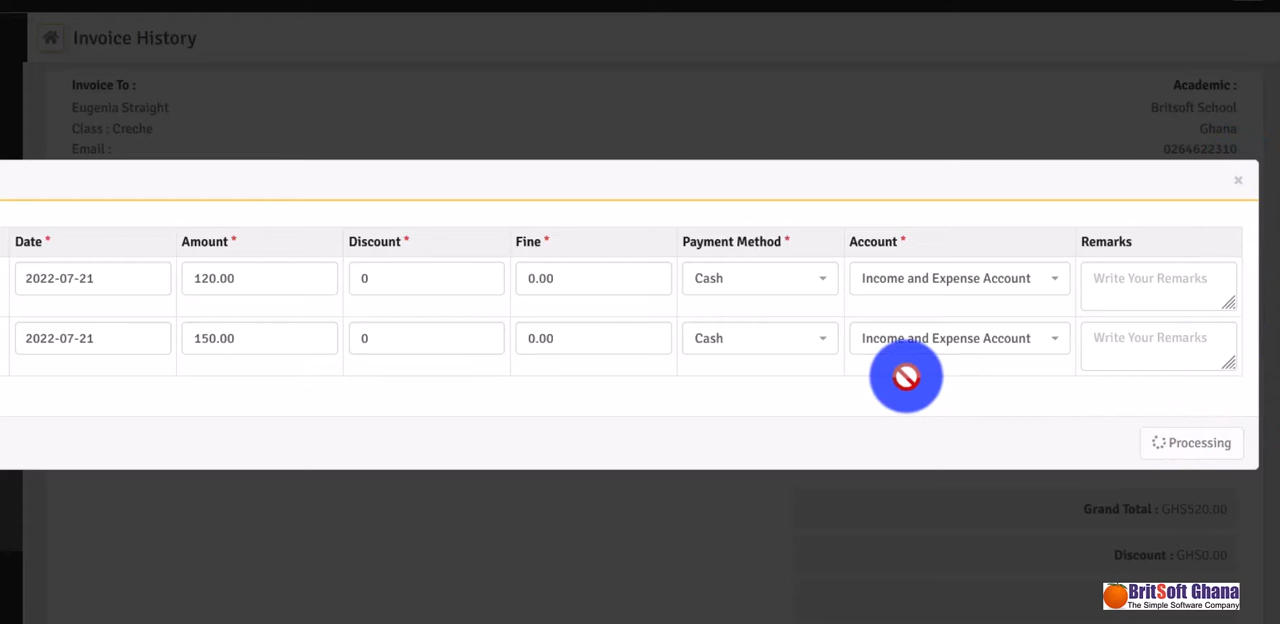 Invoice History
Invoice To :
Academic :
Eugenia Straight
Britsoft School
Class : Creche
Ghana
Email :
0264622310
×
Date * Amount * Discount * Fine * Payment Method * Account * Remarks
2022-07-21 120.00 0 0.00 Cash Income and Expense Account Write Your Remarks
2022-07-21 150.00 0 0.00 Cash Income and Expense Account Write Your Remarks
Processing
Grand Total : GHS520.00
Discount : GHS0.00
BritSoft Ghana
The Simple Software Company